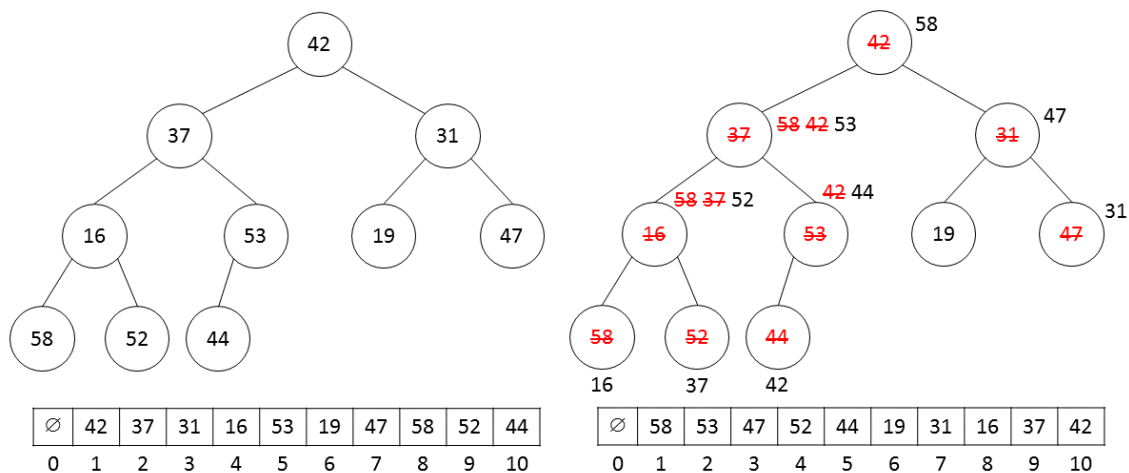 42
37 31
16 53 19 47
58 52 44
∅ 42 37 31 16 53 19 47 58 52 44
0 1 2 3 4 5 6 7 8 9 10
42 58
37 58 42 53 31 47
58 37 52 42 44
16 53 19 47 31
58 52 44
16 37 42
∅ 58 53 47 52 44 19 31 16 37 42
0 1 2 3 4 5 6 7 8 9 10